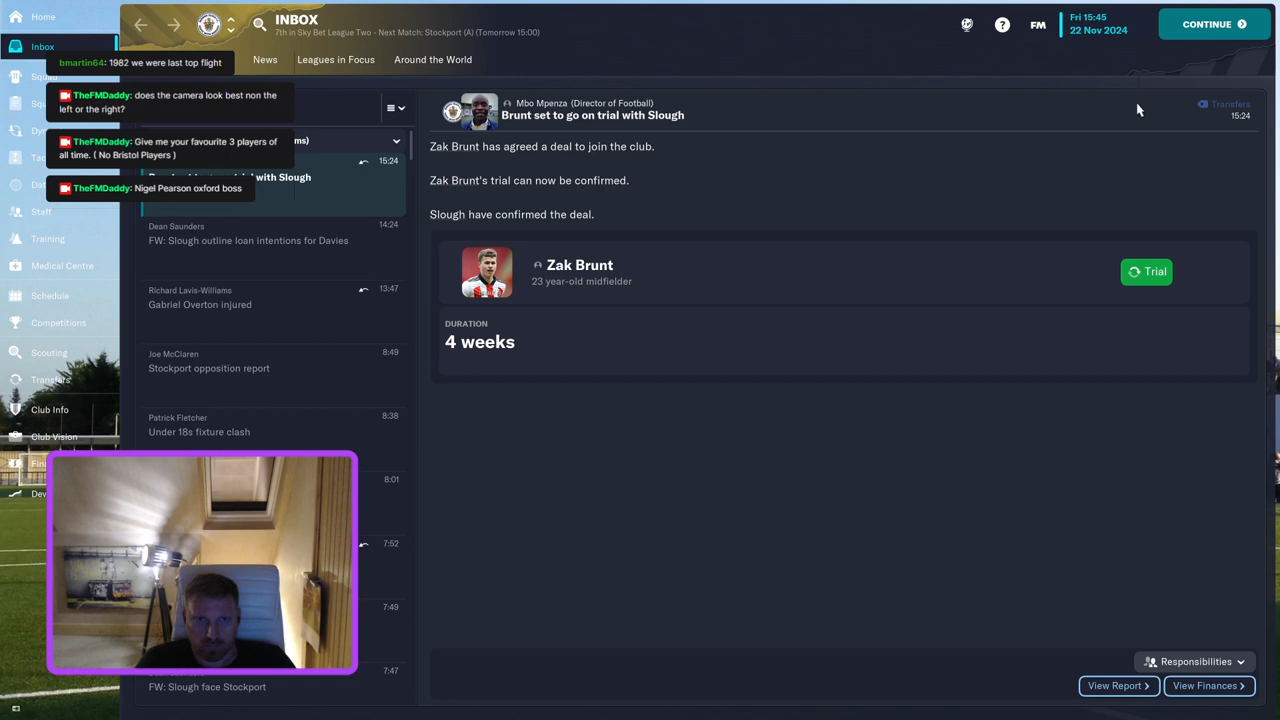 Home
Inbox
Squad
Staff
Training
Medical Centre
Schedule
Competitions
Scouting
Transfers
Club Info
Club Vision
bmartin64: 1982 we were last top flight
TheFMDaddy: does the camera look best non the
left or the right?
TheFMDaddy: Give me your favourite 3 players of
all time. ( No Bristol Players )
TheFMDaddy: Nigel Pearson oxford boss
INBOX
7th in Sky Bet League Two - Next Match: Stockport (A) (Tomorrow 15:00)
FM
Fri 15:45
22 Nov 2024
CONTINUE
News
Leagues in Focus
Around the World
15:24
with Slough
Dean Saunders
14:24
FW: Slough outline loan intentions for Davies
Richard Lavis-Williams
13:47
Gabriel Overton injured
Joe McClaren
8:49
Stockport opposition report
Patrick Fletcher
8:38
Under 18s fixture clash
8:01
7:52
7:49
7:47
FW: Slough face Stockport
Mbo Mpenza (Director of Football)
Brunt set to go on trial with Slough
Transfers
15:24
Zak Brunt has agreed a deal to join the club.
Zak Brunt's trial can now be confirmed.
Slough have confirmed the deal.
Zak Brunt
23 year-old midfielder
Trial
DURATION
4 weeks
Responsibilities
View Report
View Finances